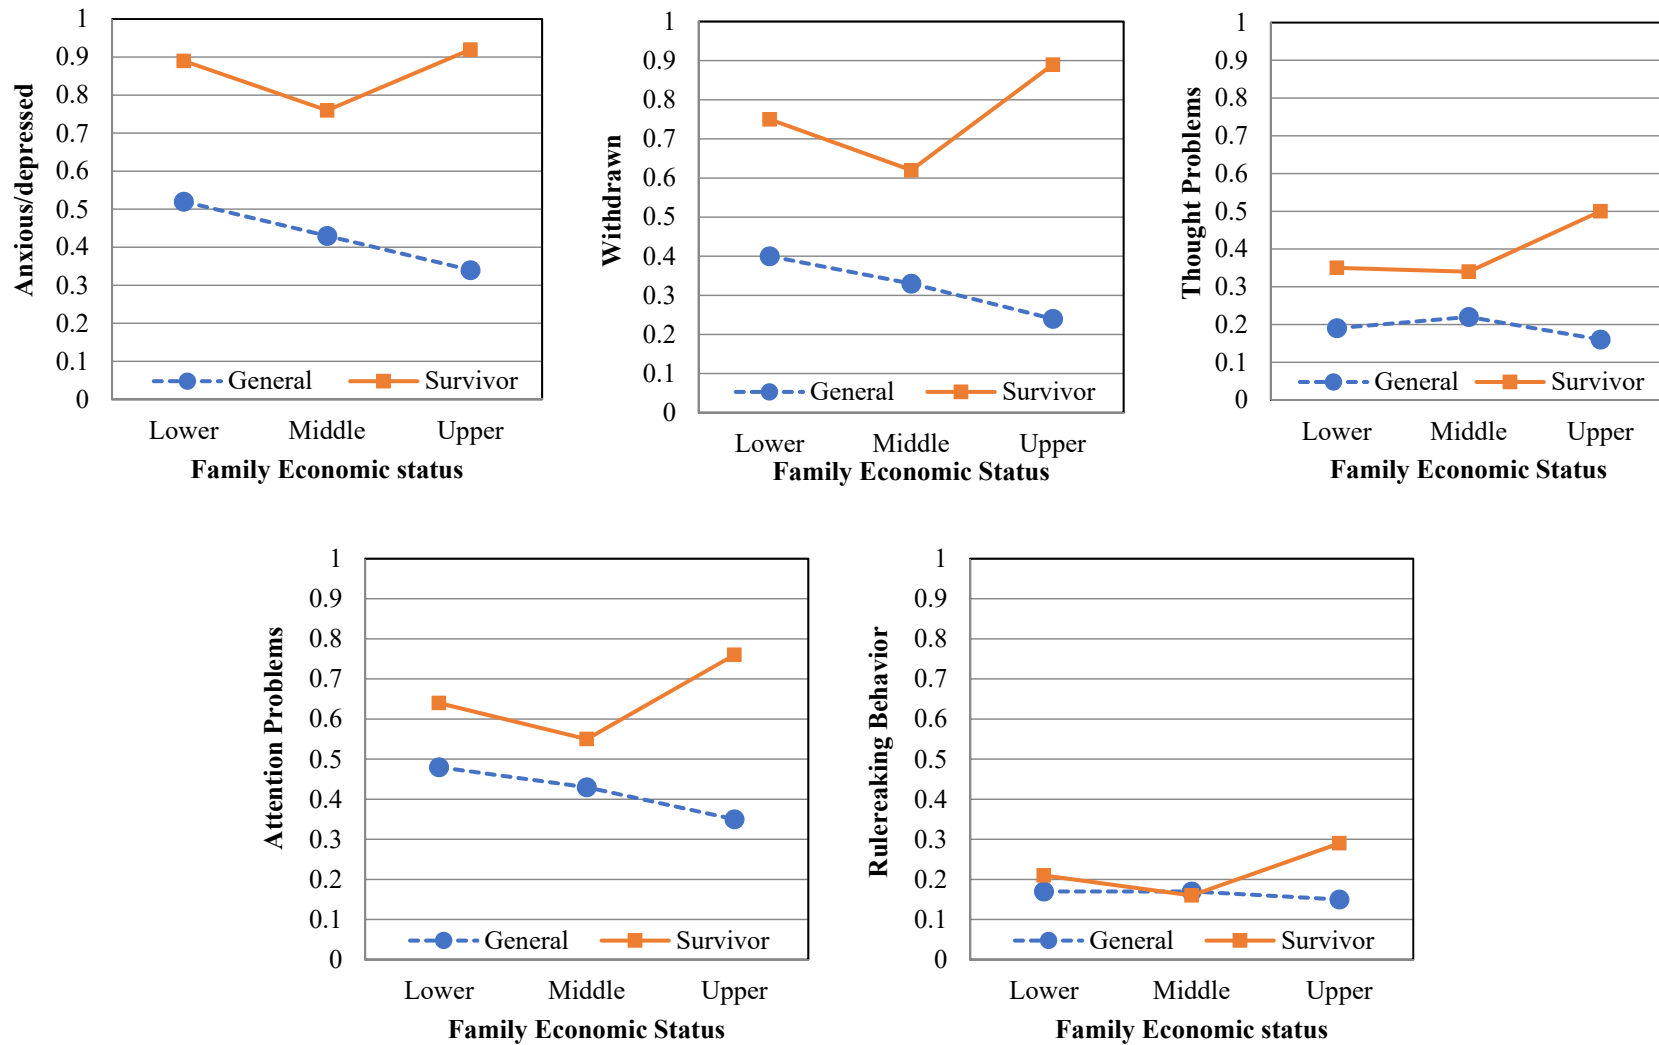 Anxious/depressed
1
0.9
0.8
0.7
0.6
0.5
0.4
0.3
0.2
0.1
0
General Survivor
Lower Middle Upper
Family Economic status
Withdrawn
1
0.9
0.8
0.7
0.6
0.5
0.4
0.3
0.2
0.1
0
General Survivor
Lower Middle Upper
Family Economic Status
Thought Problems
1
0.9
0.8
0.7
0.6
0.5
0.4
0.3
0.2
0.1
0
General Survivor
Lower Middle Upper
Family Economic Status
Attention Problems
1
0.9
0.8
0.7
0.6
0.5
0.4
0.3
0.2
0.1
0
General Survivor
Lower Middle Upper
Family Economic Status
Rulereaking Behavior
1
0.9
0.8
0.7
0.6
0.5
0.4
0.3
0.2
0.1
0
General Survivor
Lower Middle Upper
Family Economic status